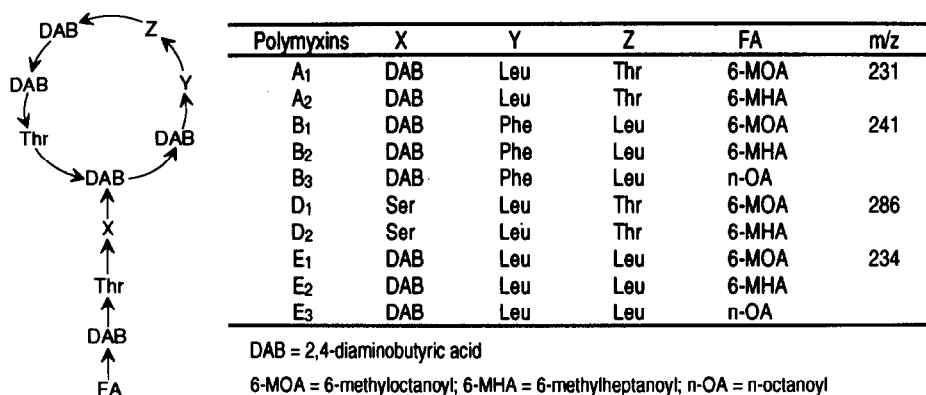 DAB
Z
DAB
Y
Thr
DAB
DAB
X
Thr
DAB
FA
Polymyxins X Y Z FA m/z
A1 DAB Leu Thr 6-MOA 231
A2 DAB Leu Thr 6-MHA
B1 DAB Phe Leu 6-MOA 241
B2 DAB Phe Leu 6-MHA
B3 DAB Phe Leu n-OA
D1 Ser Leu Thr 6-MOA 286
D2 Ser Leu Thr 6-MHA
E1 DAB Leu Leu 6-MOA 234
E2 DAB Leu Leu 6-MHA
E3 DAB Leu Leu n-OA
DAB = 2,4-diaminobutyric acid
6-MOA = 6-methyloctanoyl; 6-MHA = 6-methylheptanoyl; n-OA = n-octanoyl